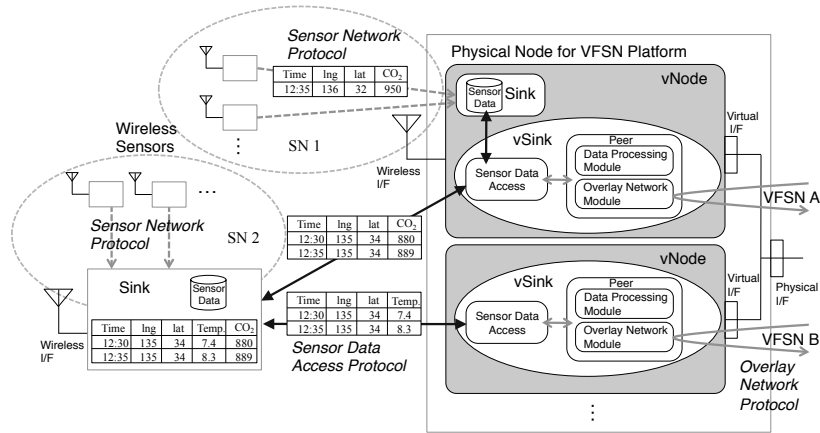 Sensor Network
Protocol
Time lng lat CO2
12:35 136 32 950
SN 1
Wireless
Sensors
...
Sensor Network
Protocol
SN 2
Sink
Sensor
Data
Time lng lat Temp. CO2
12:30 135 34 7.4 880
12:35 135 34 8.3 889
Wireless
I/F
Time lng lat CO2
12:30 135 34 880
12:35 135 34 889
Time lng lat Temp.
12:30 135 34 7.4
12:35 135 34 8.3
Sensor Data
Access Protocol
Physical Node for VFSN Platform
vNode
Sensor
Data
Sink
Wireless
I/F
vSink
Sensor Data
Access
Peer
Data Processing
Module
Overlay Network
Module
Virtual
I/F
VFSN A
vNode
vSink
Sensor Data
Access
Peer
Data Processing
Module
Overlay Network
Module
Virtual
I/F
Physical
I/F
VFSN B
Overlay
Network
Protocol